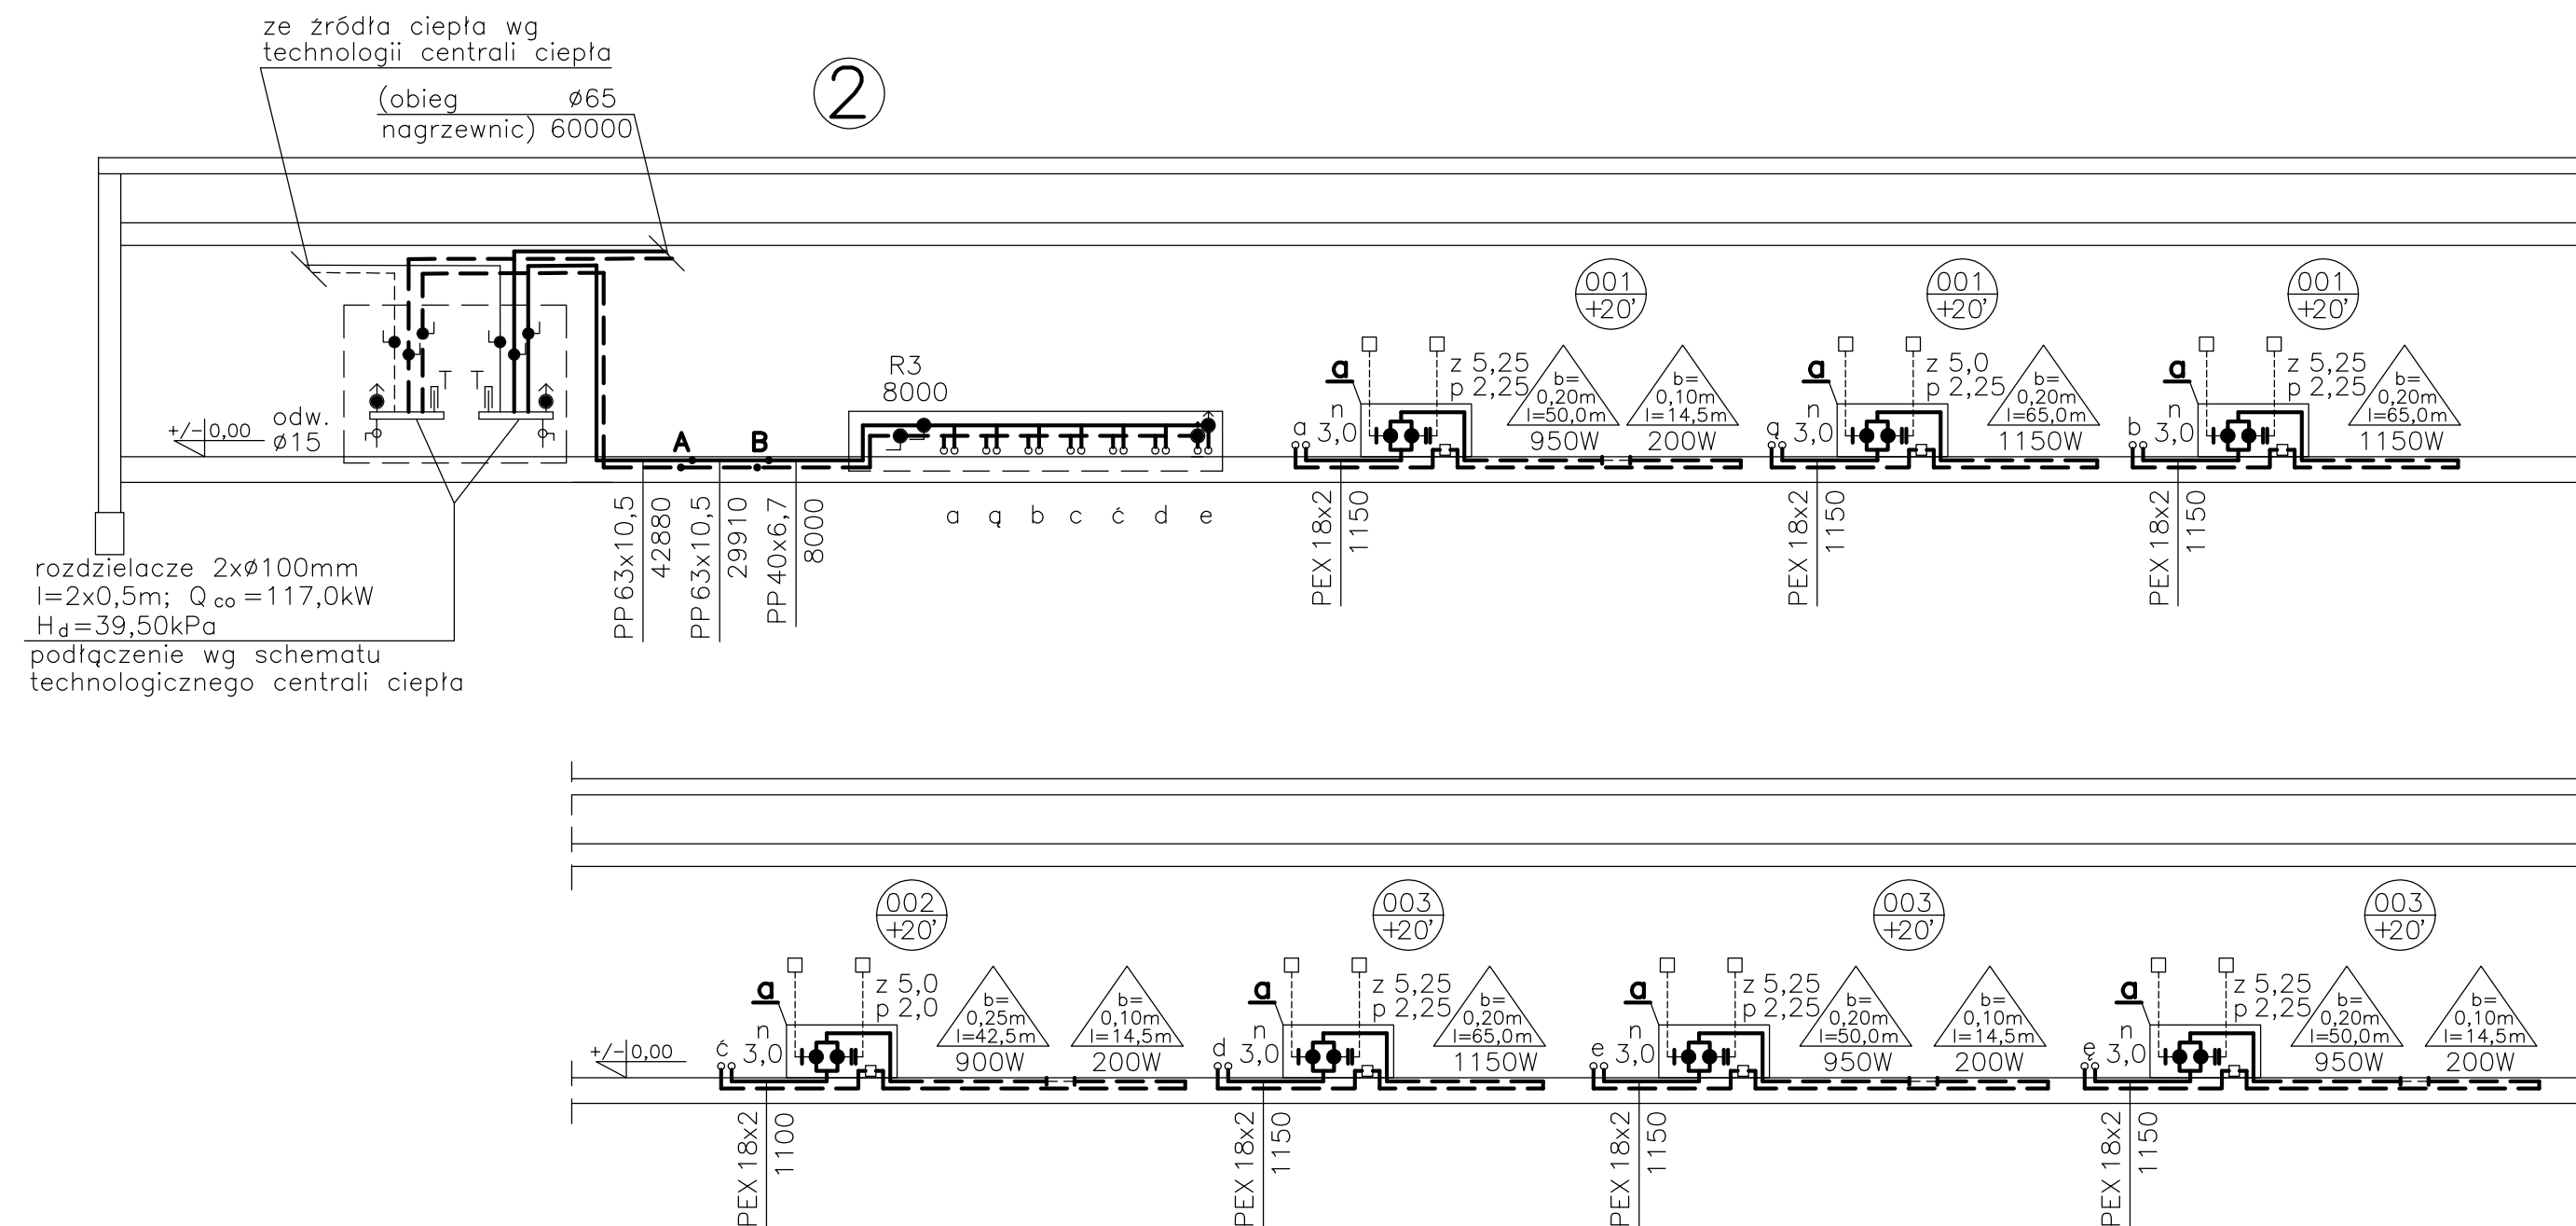 ze źródła ciepła wg
technologii centrali ciepła
(obieg ø65
nagrzewnic) 60000
2
001
+20'
001
+20'
001
+20'
R3
8000
+/- 0,00
odw.
ø15
T T
A B
a
n
a 3,0
z 5,25
p 2,25
b=
0,20m
l=50,0m
950W
b=
0,10m
l=14,5m
200W
a
n
ą 3,0
z 5,0
p 2,25
b=
0,20m
l=65,0m
1150W
a
n
b 3,0
z 5,25
p 2,25
b=
0,20m
l=65,0m
1150W
a ą b c ć d e
PP 63x10,5
42880
PP 63x10,5
29910
PP 40x6,7
8000
PEX 18x2
1150
PEX 18x2
1150
PEX 18x2
1150
rozdzielacze 2xø100mm
l=2x0,5m; Q co =117,0kW
Hd=39,50kPa
podłączenie wg schematu
technologicznego centrali ciepła
002
+20'
003
+20'
003
+20'
003
+20'
+/- 0,00
a
n
ć 3,0
z 5,0
p 2,0
b=
0,25m
l=42,5m
900W
b=
0,10m
l=14,5m
200W
a
n
d 3,0
z 5,25
p 2,25
b=
0,20m
l=65,0m
1150W
a
n
e 3,0
z 5,25
p 2,25
b=
0,20m
l=50,0m
950W
b=
0,10m
l=14,5m
200W
a
n
ę 3,0
z 5,25
p 2,25
b=
0,20m
l=50,0m
950W
b=
0,10m
l=14,5m
200W
PEX 18x2
1100
PEX 18x2
1150
PEX 18x2
1150
PEX 18x2
1150